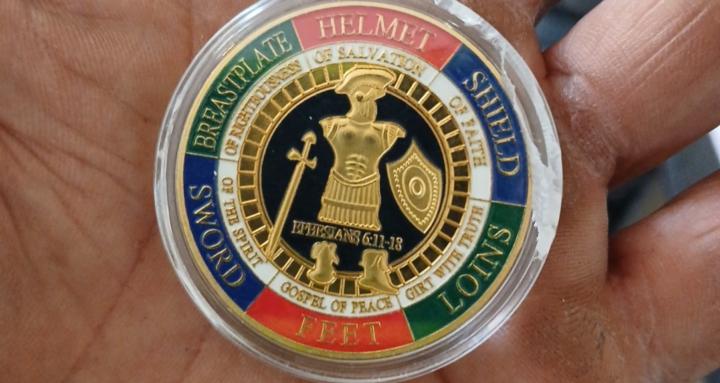 HELMET
OF SALVATION
SHIELD
OF FAITH
LOINS
GIRT WITH TRUTH
FEET
GOSPEL OF PEACE
SWORD
OF THE SPIRIT
BREASTPLATE
OF RIGHTEOUSNESS
EPHESIANS 6:11-18